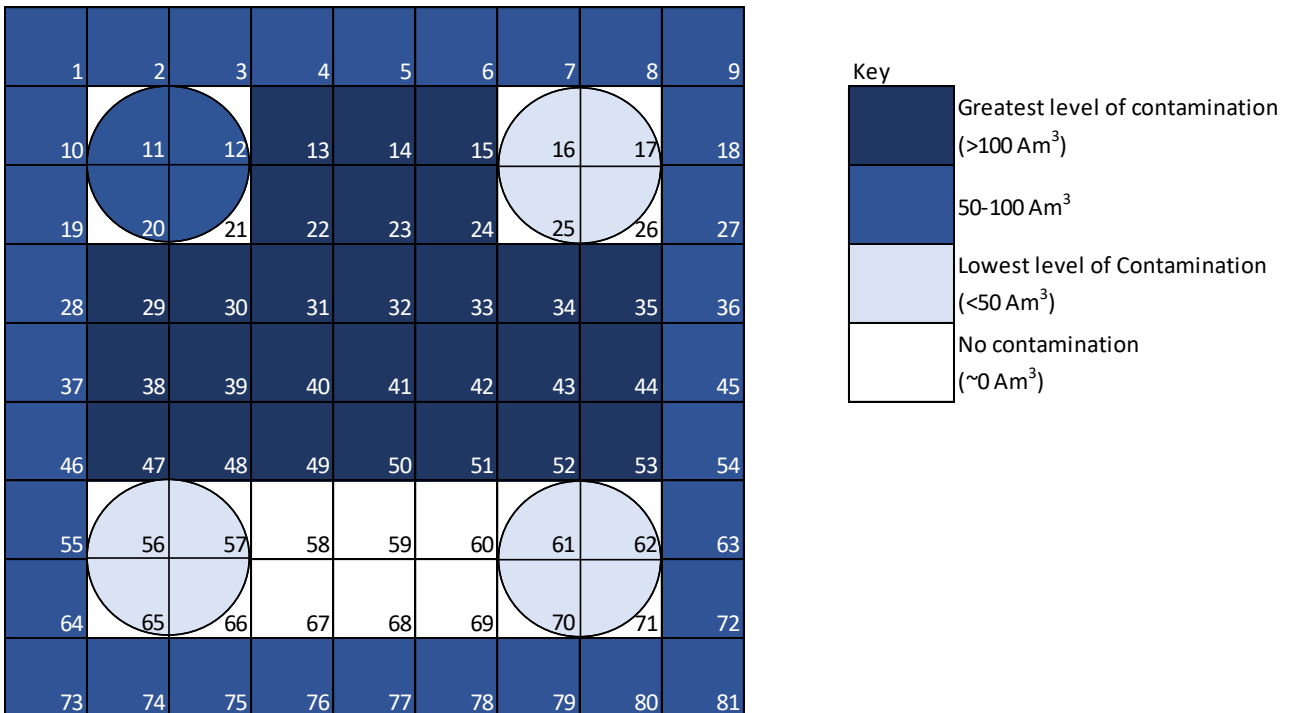 1 2 3 4 5 6 7 8 9
Key
Greatest level of contamination
(>100 Am³)
10 11 12 13 14 15 16 17 18
50-100 Am³
19 20 21 22 23 24 25 26 27
Lowest level of Contamination
(<50 Am³)
28 29 30 31 32 33 34 35 36
No contamination
(~0 Am³)
37 38 39 40 41 42 43 44 45
46 47 48 49 50 51 52 53 54
55 56 57 58 59 60 61 62 63
64 65 66 67 68 69 70 71 72
73 74 75 76 77 78 79 80 81